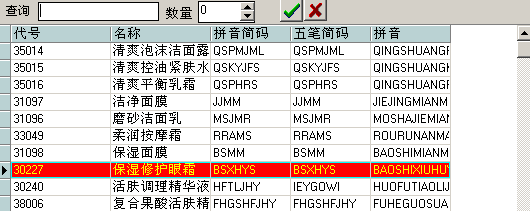 查询 数量 0
代号 名称 拼音简码 五笔简码 拼音
35014 清爽泡沫洁面露 QSPMJML QSPMJML QINGSHUANGP
35015 清爽控油紧肤水 QSKYJFS QSKYJFS QINGSHUANGK
35016 清爽平衡乳霜 QSPHRS QSPHRS QINGSHUANGP
31097 洁净面膜 JJMM JJMM JIEJINGMIANM
31096 磨砂洁面乳 MSJMR MSJMR MOSHAJIEMIAN
33049 柔润按摩霜 RRAMS RRAMS ROURUNANMA
31098 保湿面膜 BSMM BSMM BAOSHIMIANM
30227 保湿修护眼霜 BSXHYS BSXHYS BAOSHIXIUHUY
30240 活肤调理精华液 HFTLJHY IEYGOWI HUOFUTIAOLIJ
38006 复合果酸活肤精 FHGSHFJHY FHGSHFJHY FUHEGUOSUA